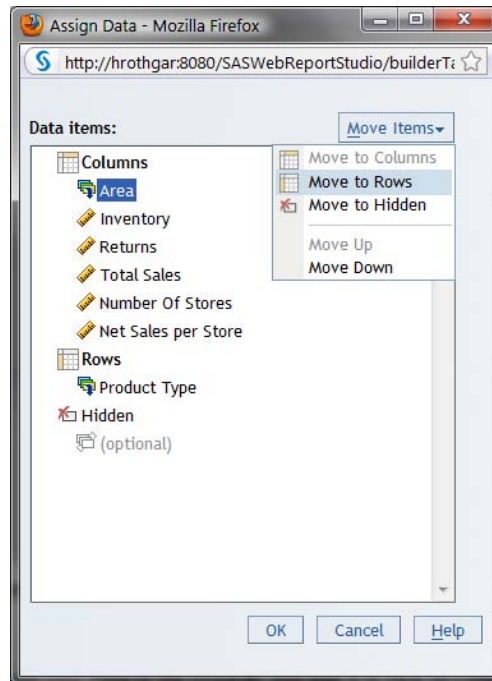 Assign Data - Mozilla Firefox
http://hrothgar:8080/SASWebReportStudio/builderTa
Data items:
Move Items
Columns
Area
Inventory
Returns
Total Sales
Number Of Stores
Net Sales per Store
Rows
Product Type
Hidden
(optional)
Move to Columns
Move to Rows
Move to Hidden
Move Up
Move Down
OK
Cancel
Help